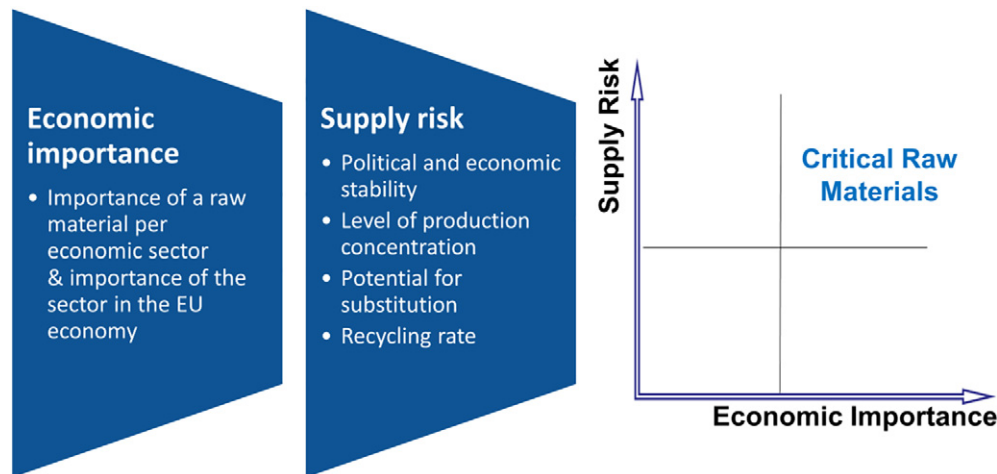 Economic
importance
• Importance of a raw
material per
economic sector
& importance of the
sector in the EU
economy
Supply risk
• Political and economic
stability
• Level of production
concentration
• Potential for
substitution
• Recycling rate
Supply Risk
Critical Raw
Materials
Economic Importance